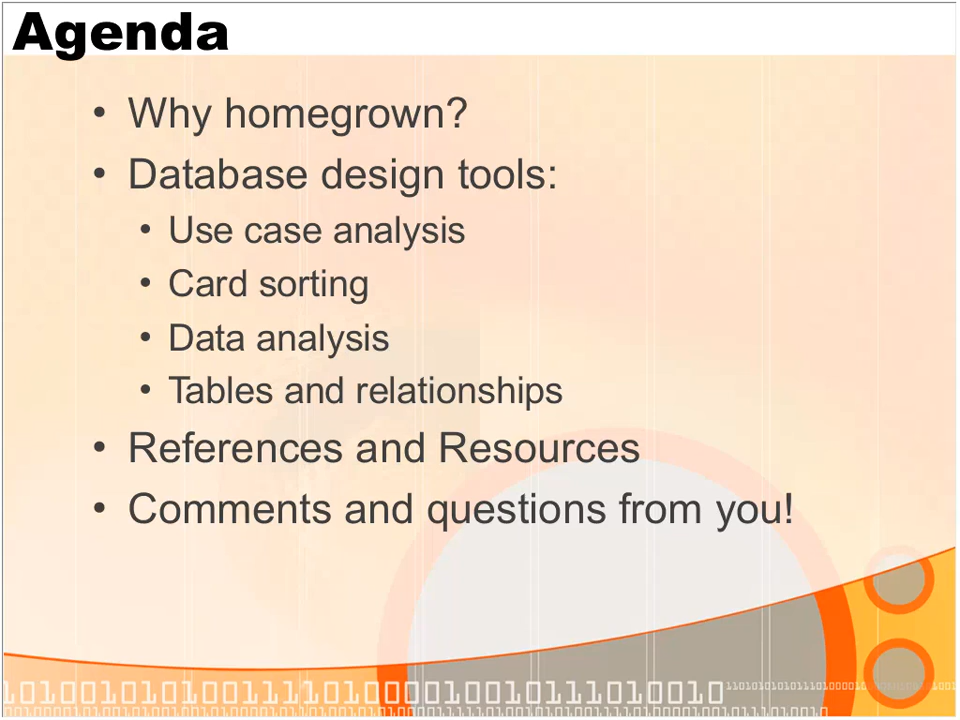 Agenda
• Why homegrown?
• Database design tools:
• Use case analysis
• Card sorting
• Data analysis
• Tables and relationships
• References and Resources
• Comments and questions from you!